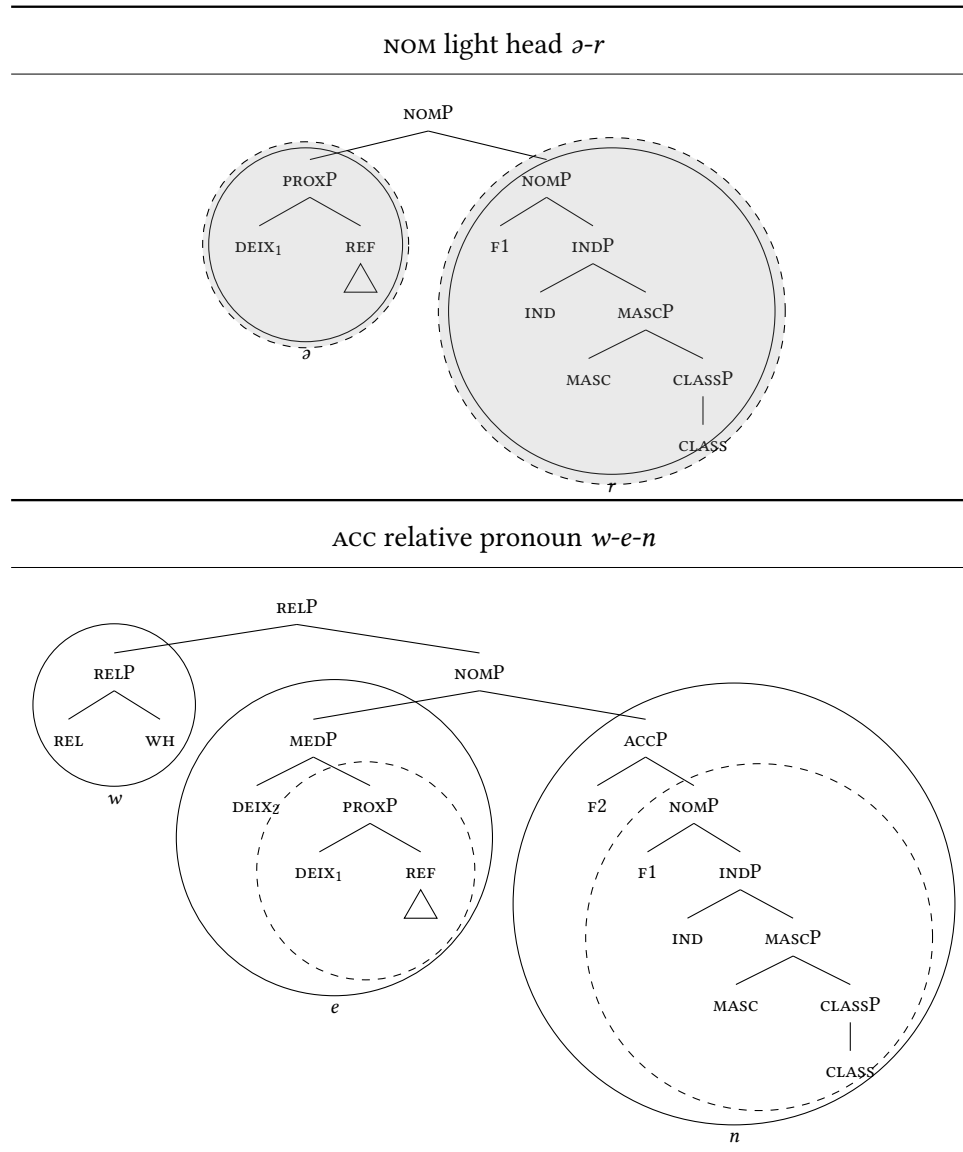 NOM light head ə-r
NOMP
PROXP NOMP
DEIX₁ REF F1 INDP
IND MASCP
ə
MASC CLASSP
CLASS
r
ACC relative pronoun w-e-n
RELP
RELP NOMP
REL WH MEDP ACCP
w
DEIX₂ PROXP F2 NOMP
DEIX₁ REF F1 INDP
IND MASCP
e
MASC CLASSP
CLASS
n